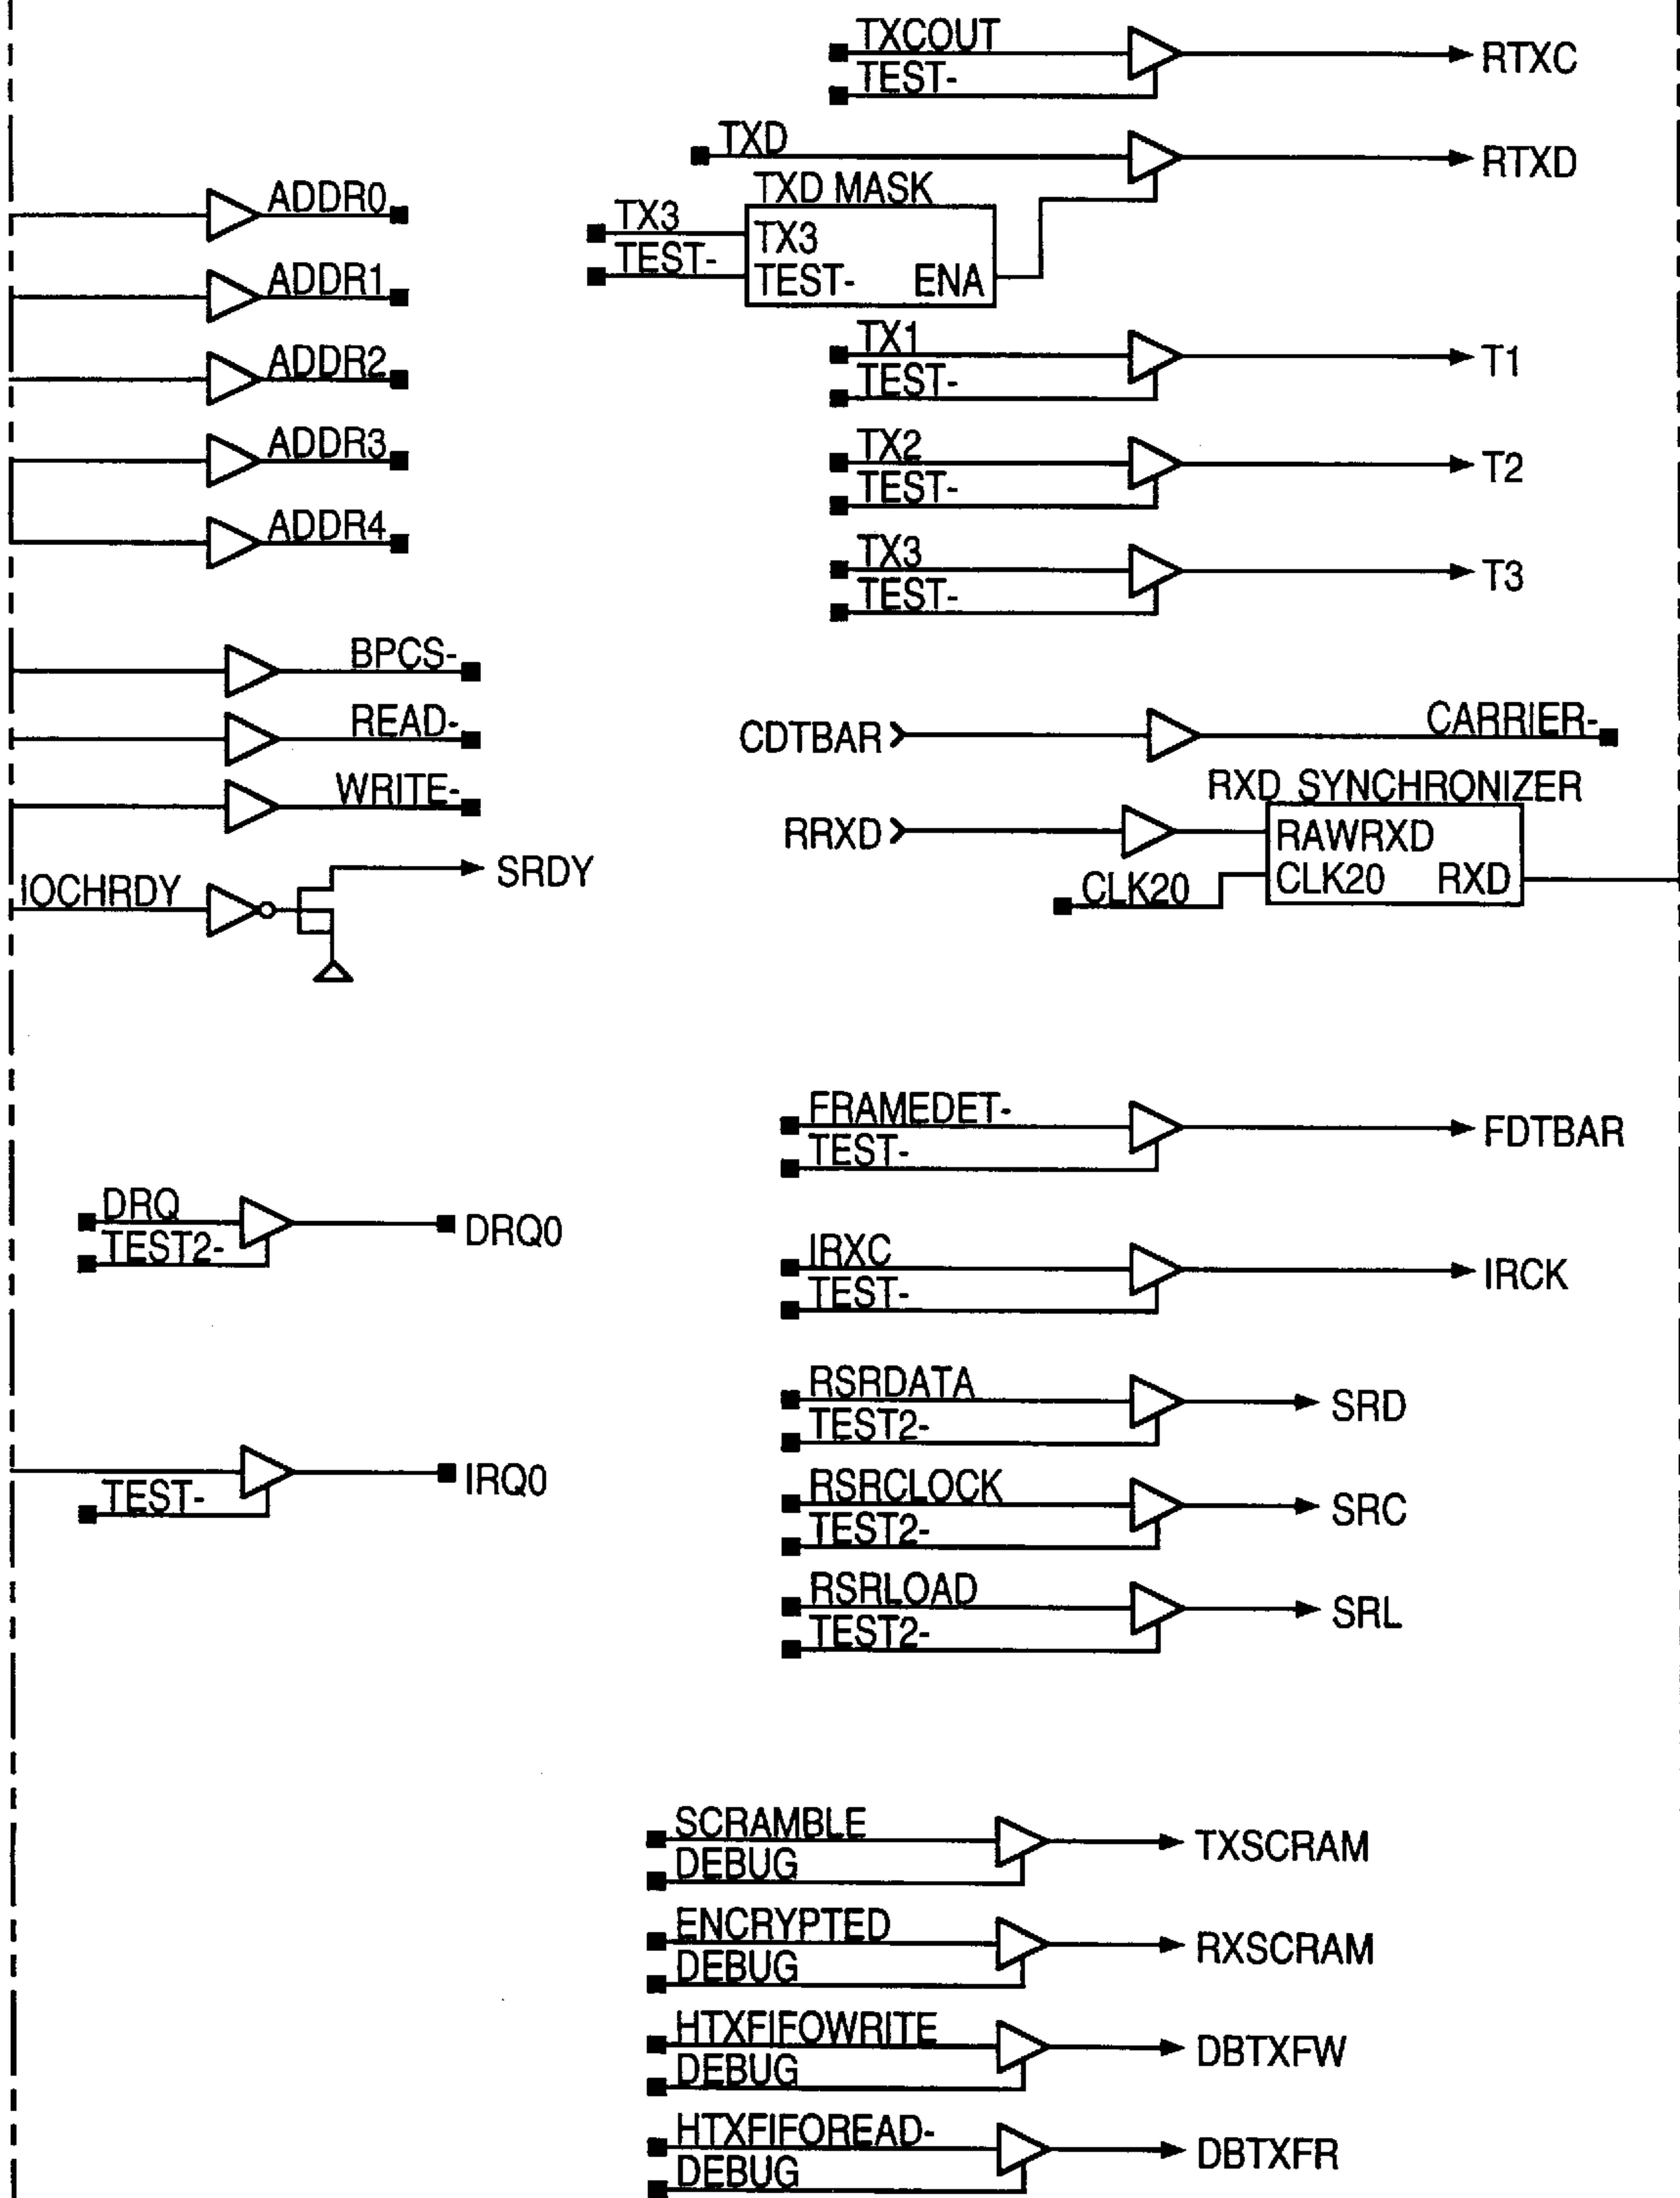 TXCOUT
TEST-
RTXC
TXD
RTXD
TXD MASK
TX3
TEST-
TX3
TEST- ENA
ADDR0
ADDR1
ADDR2
ADDR3
ADDR4
TX1
TEST-
T1
TX2
TEST-
T2
TX3
TEST-
T3
BPCS-
READ-
WRITE-
IOCHRDY
SRDY
CDTBAR
CARRIER-
RRXD
RXD SYNCHRONIZER
RAWRXD
CLK20 RXD
CLK20
FRAMEDET-
TEST-
FDTBAR
DRQ
TEST2-
DRQ0
IRXC
TEST-
IRCK
RSRDATA
TEST2-
SRD
TEST-
IRQ0
RSRCLOCK
TEST2-
SRC
RSRLOAD
TEST2-
SRL
SCRAMBLE
DEBUG
TXSCRAM
ENCRYPTED
DEBUG
RXSCRAM
HTXFIFOWRITE
DEBUG
DBTXFW
HTXFIFOREAD-
DEBUG
DBTXFR